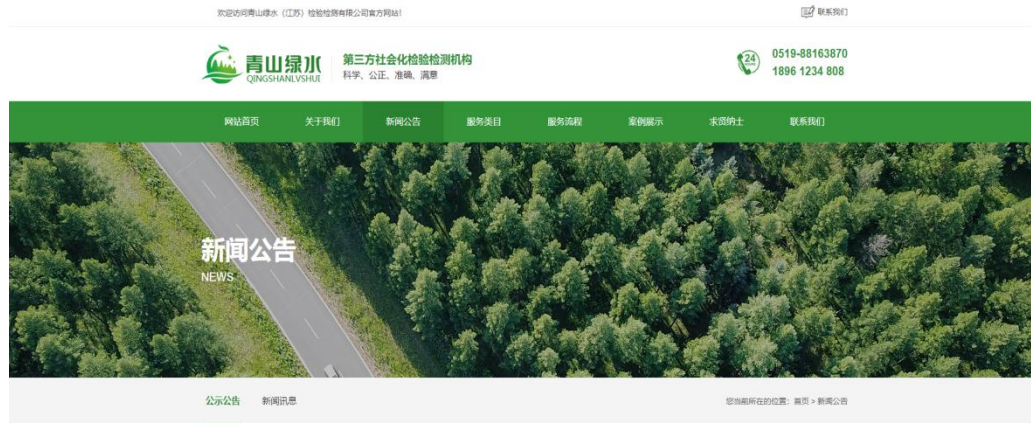 欢迎访问青山绿水（江苏）检验检测有限公司官方网站！
联系我们
青山绿水
QINGSHANLVSHUI
第三方社会化检验检测机构
科学、公正、准确、满意
24
0519-88163870
1896 1234 808
网站首页 关于我们 新闻公告 服务类目 服务流程 案例展示 求贤纳士 联系我们
新闻公告
NEWS
公示公告 新闻讯息
您当前所在的位置：首页 > 新闻公告